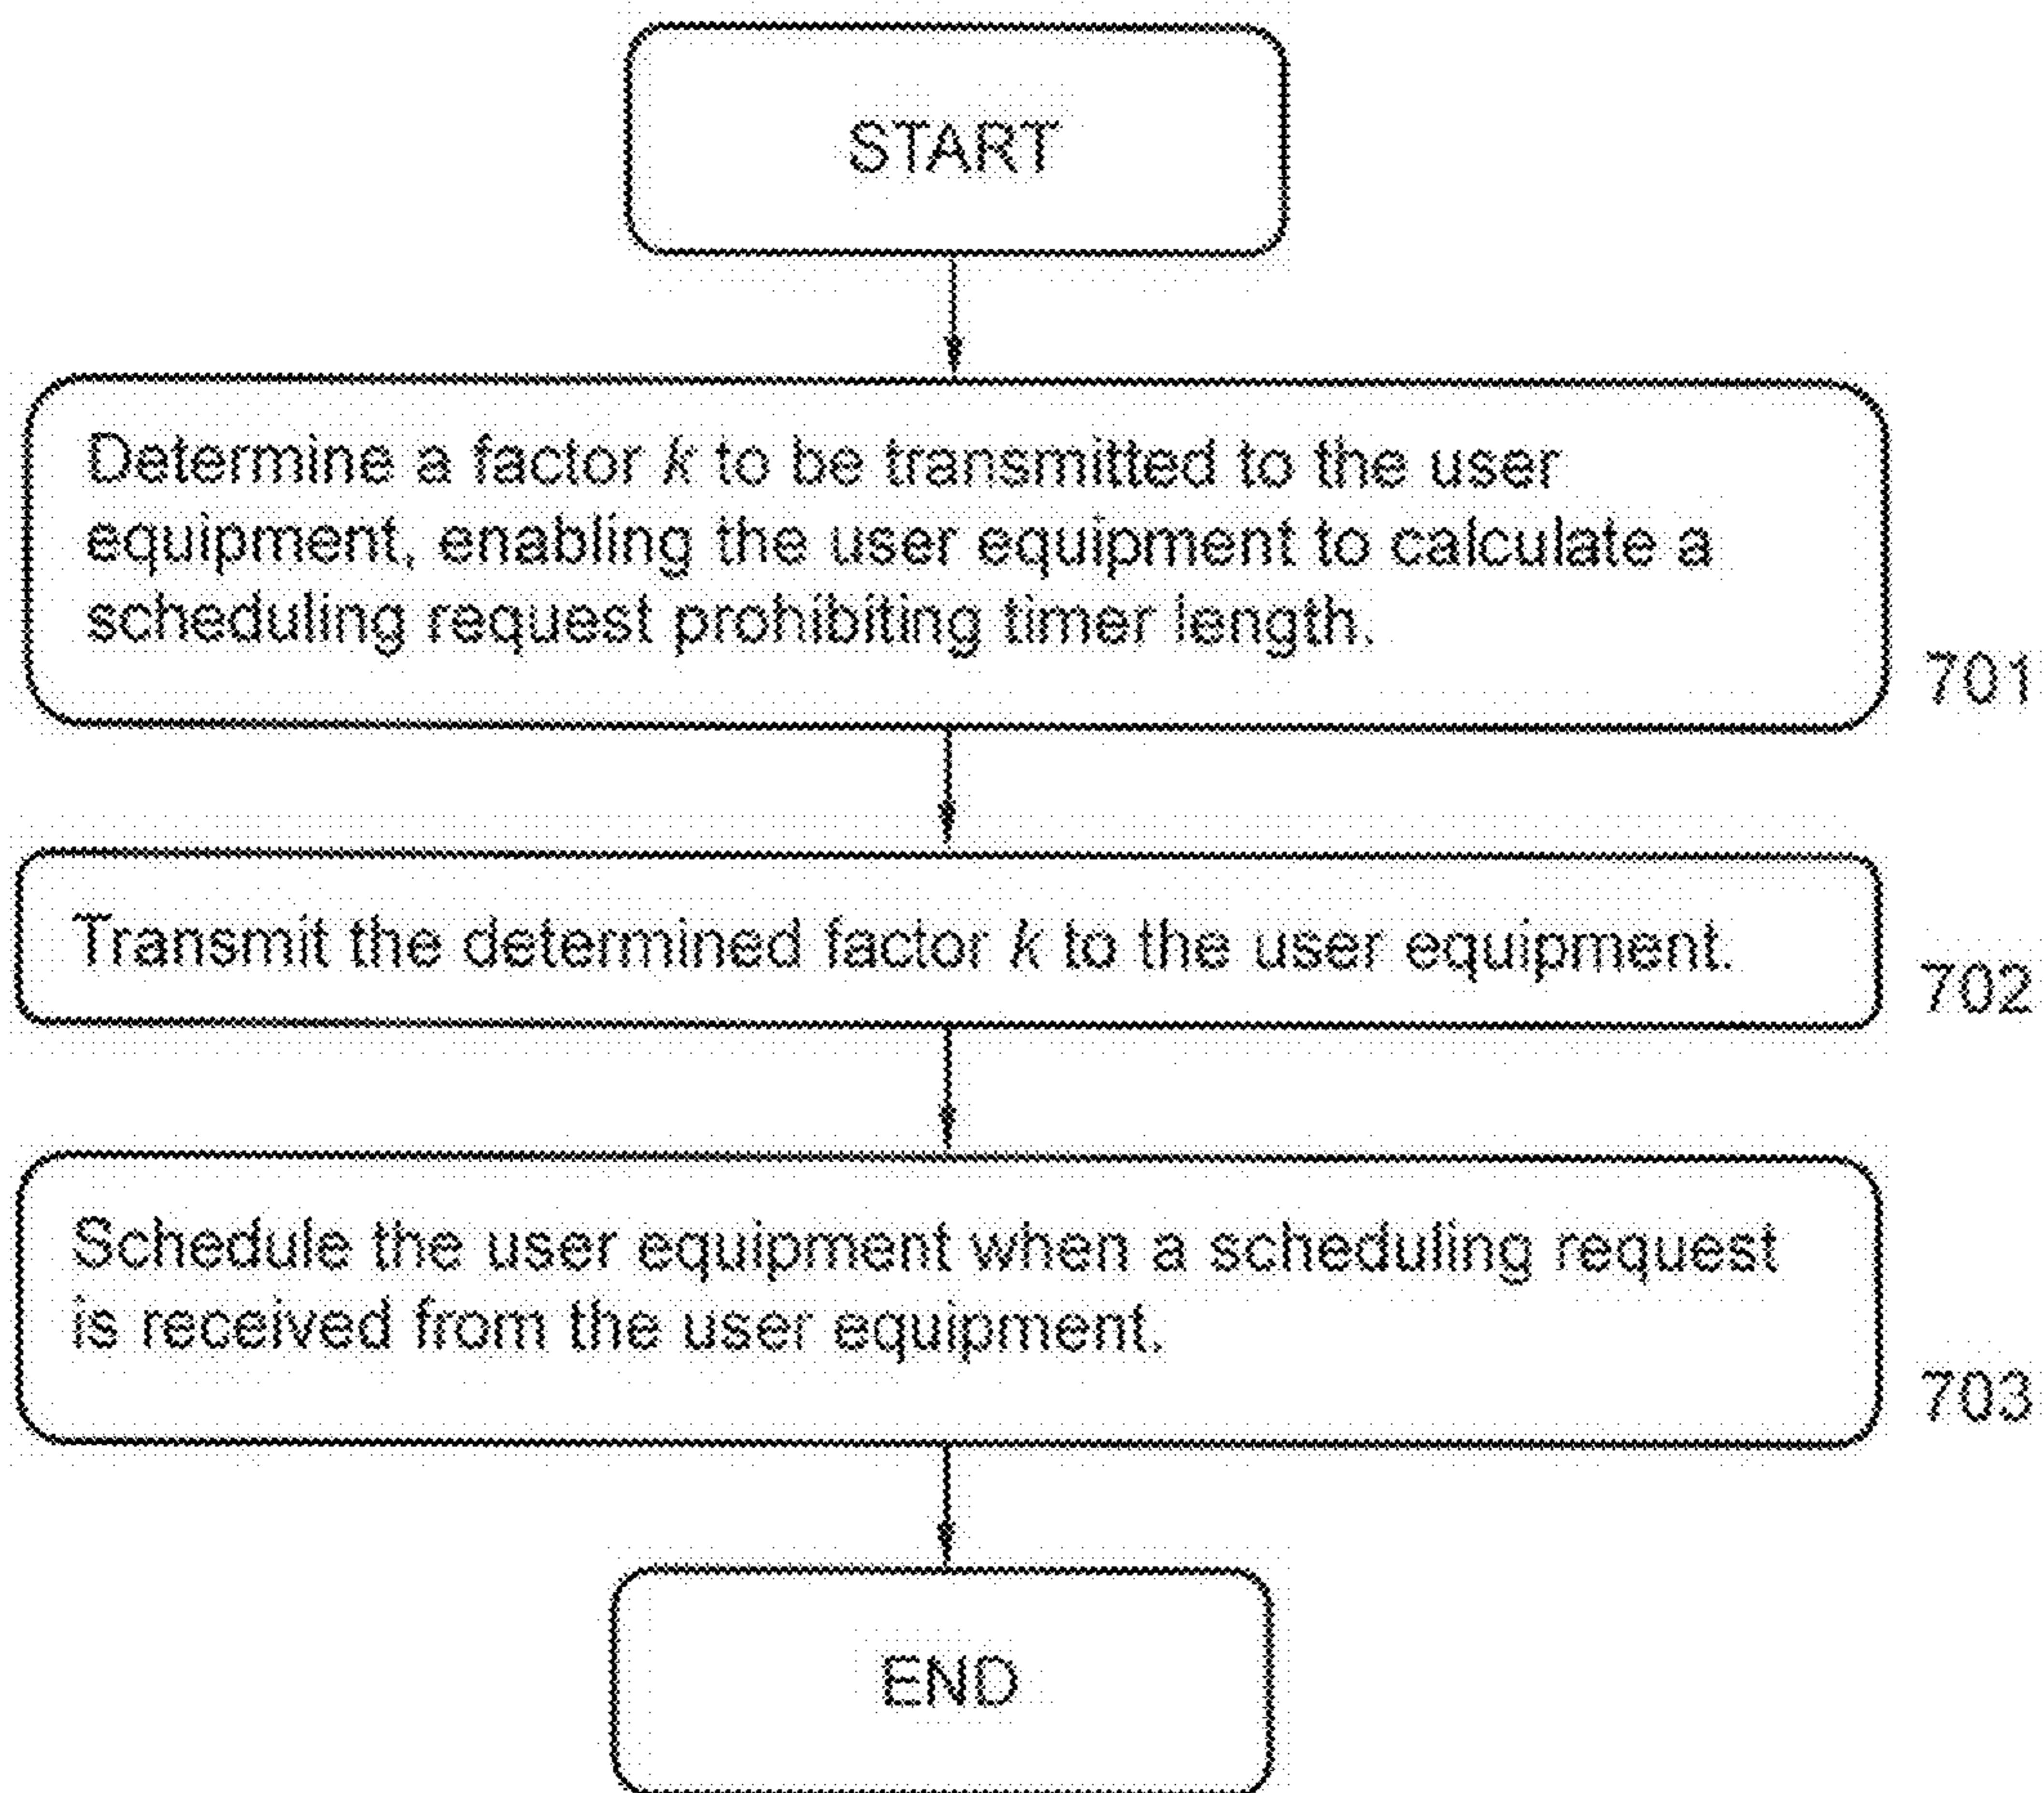 START
Determine a factor k to be transmitted to the user
equipment, enabling the user equipment to calculate a
scheduling request prohibiting timer length.
701
Transmit the determined factor k to the user equipment.
702
Schedule the user equipment when a scheduling request
is received from the user equipment.
703
END